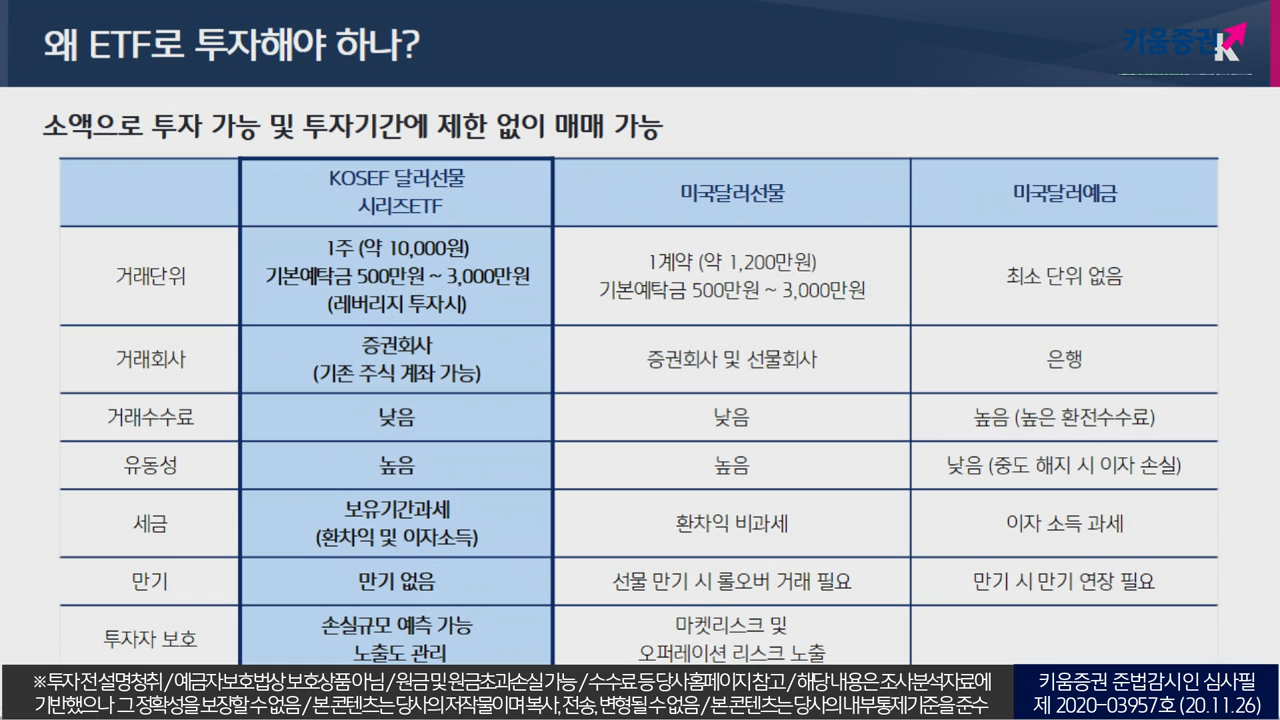 왜 ETF로 투자해야 하나?
키움증권
소액으로 투자 가능 및 투자기간에 제한 없이 매매 가능
KOSEF 달러선물
시리즈ETF
미국달러선물
미국달러예금
거래단위
1주 (약 10,000원)
기본예탁금 500만원 ~ 3,000만원
(레버리지 투자시)
1계약 (약 1,200만원)
기본예탁금 500만원 ~ 3,000만원
최소 단위 없음
거래회사
증권회사
(기존 주식 계좌 가능)
증권회사 및 선물회사
은행
거래수수료
낮음
낮음
높음 (높은 환전수수료)
유동성
높음
높음
낮음 (중도 해지 시 이자 손실)
세금
보유기간과세
(환차익 및 이자소득)
환차익 비과세
이자 소득 과세
만기
만기 없음
선물 만기 시 롤오버 거래 필요
만기 시 만기 연장 필요
투자자 보호
손실규모 예측 가능
노출도 관리
마켓리스크 및
오퍼레이션 리스크 노출
※ 투자 전 설명청취 / 예금자보호법상 보호상품 아님 / 원금 및 원금초과손실 가능 / 수수료 등 당사 홈페이지 참고 / 해당 내용은 조사분석자료에
기반했으나 그 정확성을 보장할 수 없음 / 본 콘텐츠는 당사의 저작물이며 복사, 전송, 변형될 수 없음 / 본 콘텐츠는 당사의 내부통제기준을 준수
키움증권 준법감시인 심사필
제 2020-03957호 (20.11.26)